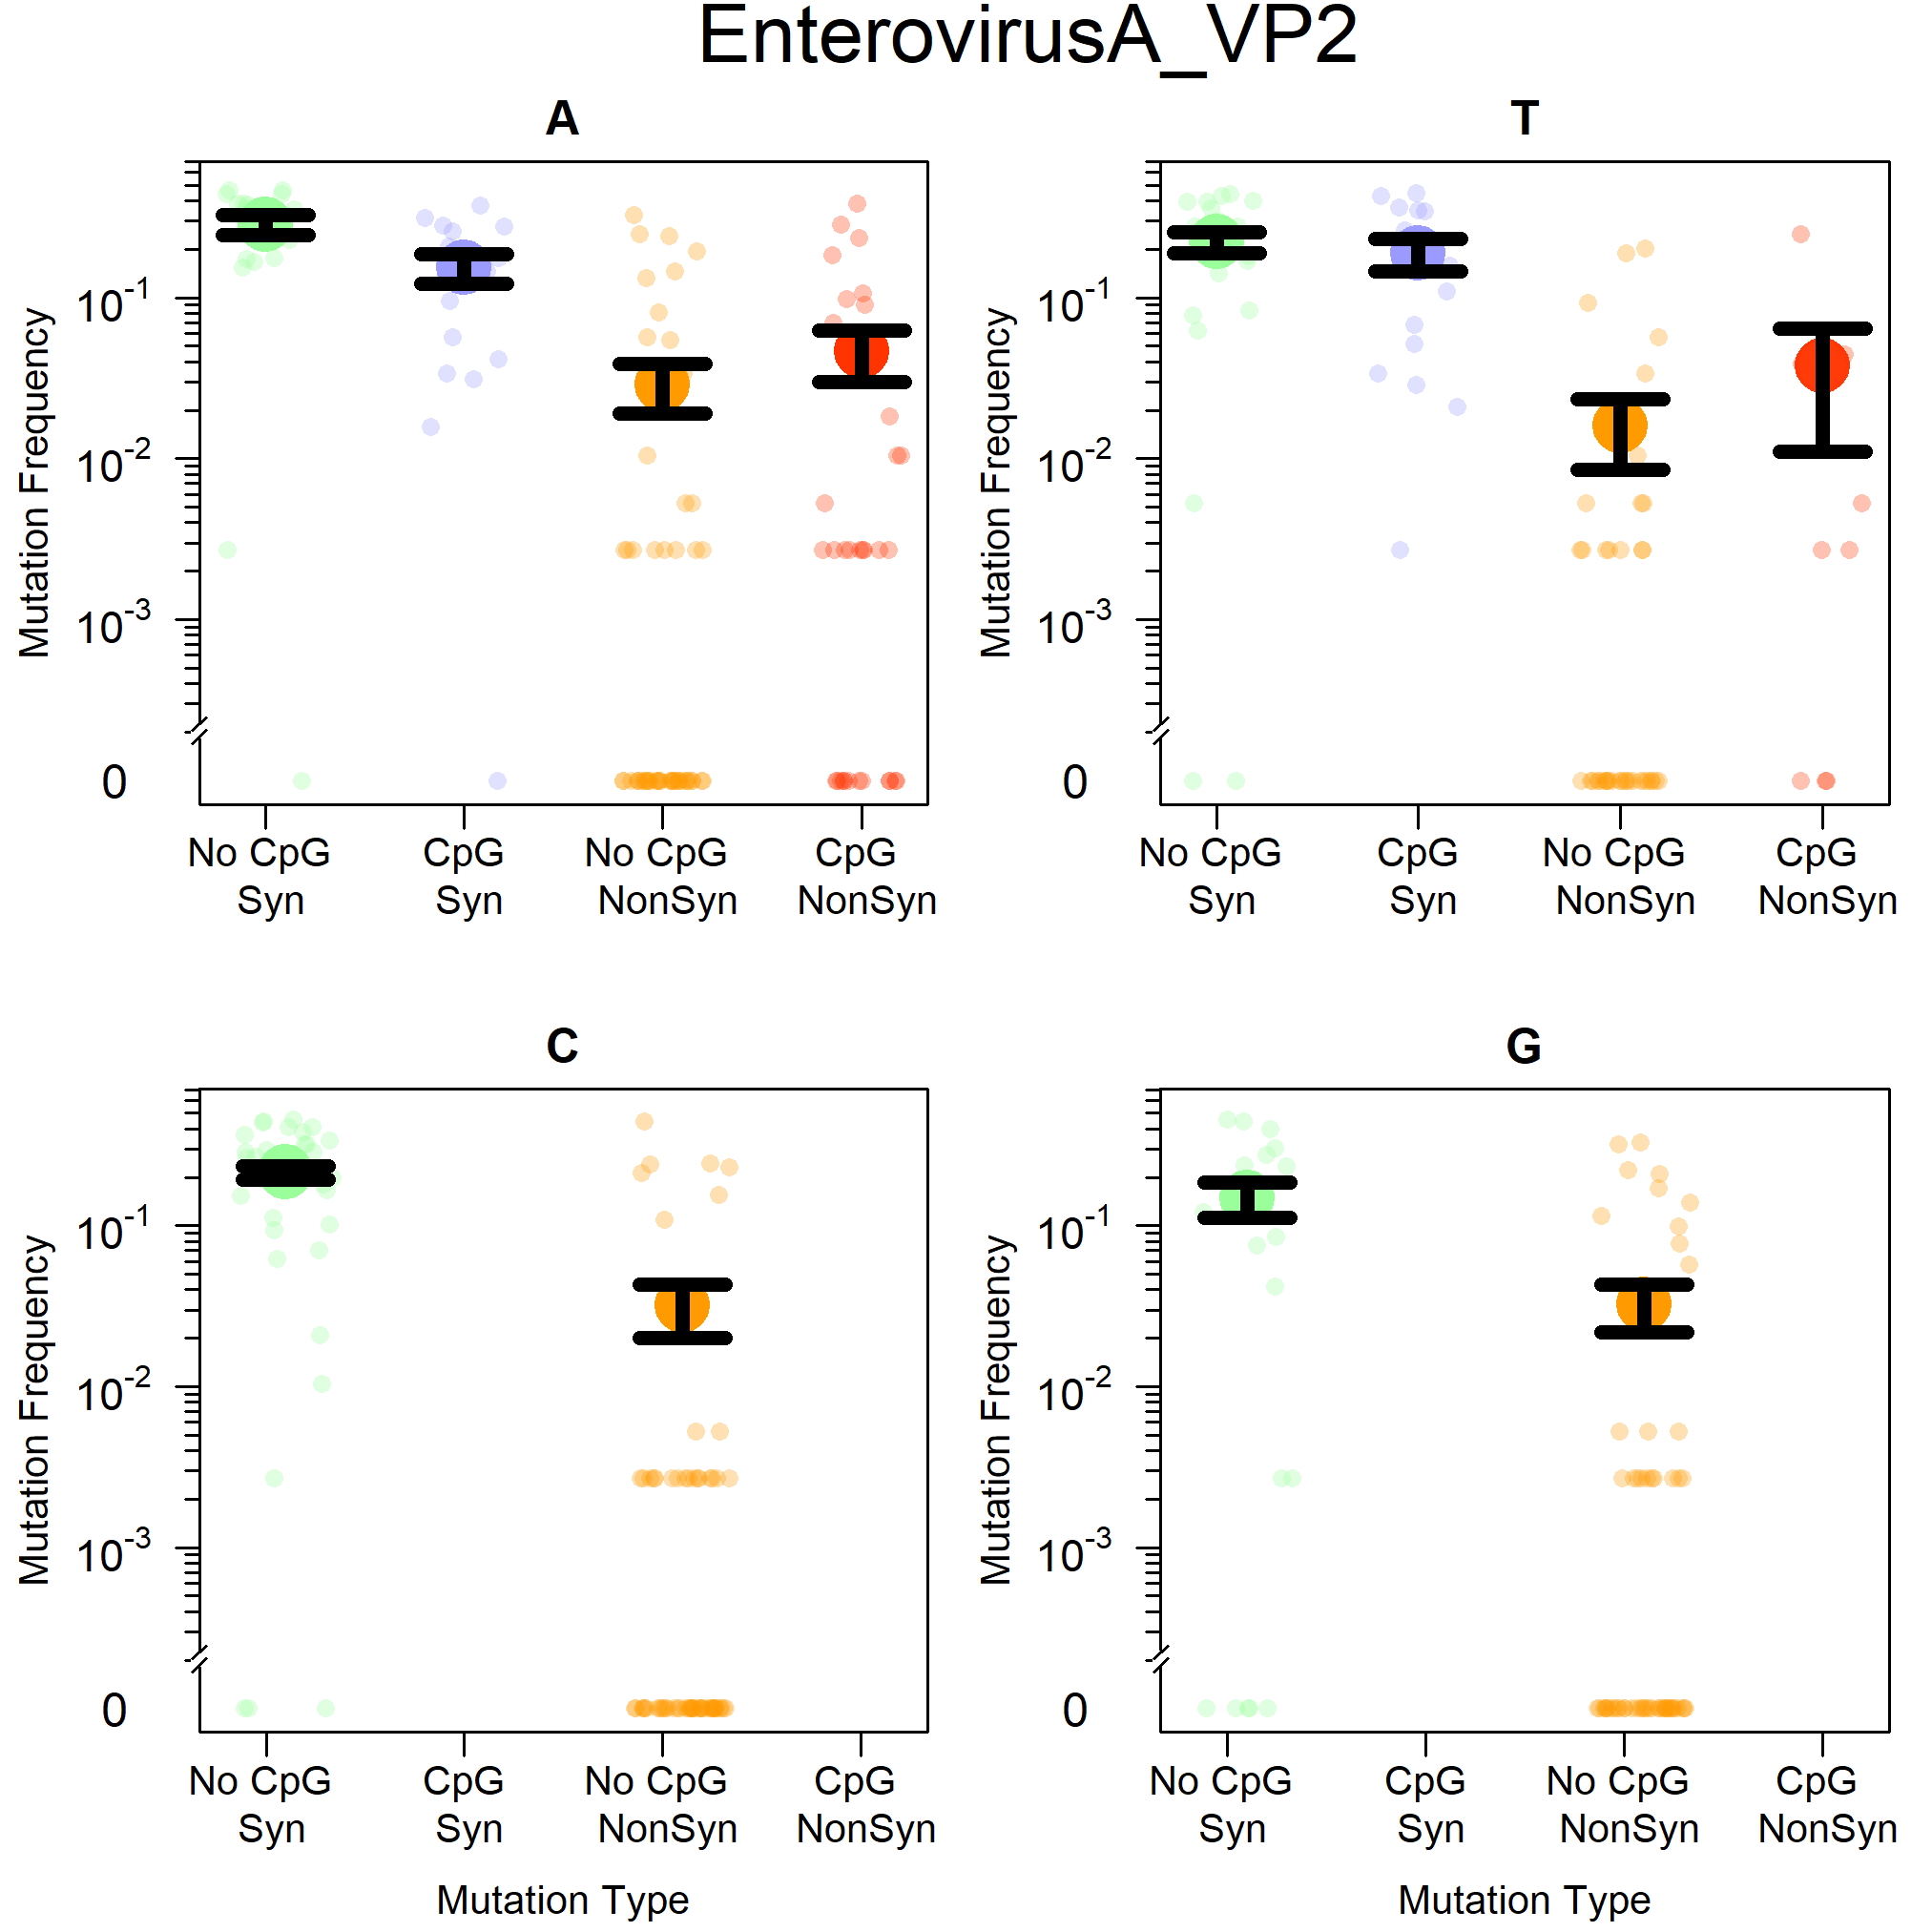 EnterovirusA_VP2
A
Mutation Frequency
10^-1
10^-2
10^-3
0
No CpG Syn
CpG Syn
No CpG NonSyn
CpG NonSyn
T
Mutation Frequency
10^-1
10^-2
10^-3
0
No CpG Syn
CpG Syn
No CpG NonSyn
CpG NonSyn
C
Mutation Frequency
10^-1
10^-2
10^-3
0
No CpG Syn
CpG Syn
No CpG NonSyn
CpG NonSyn
Mutation Type
G
Mutation Frequency
10^-1
10^-2
10^-3
0
No CpG Syn
CpG Syn
No CpG NonSyn
CpG NonSyn
Mutation Type